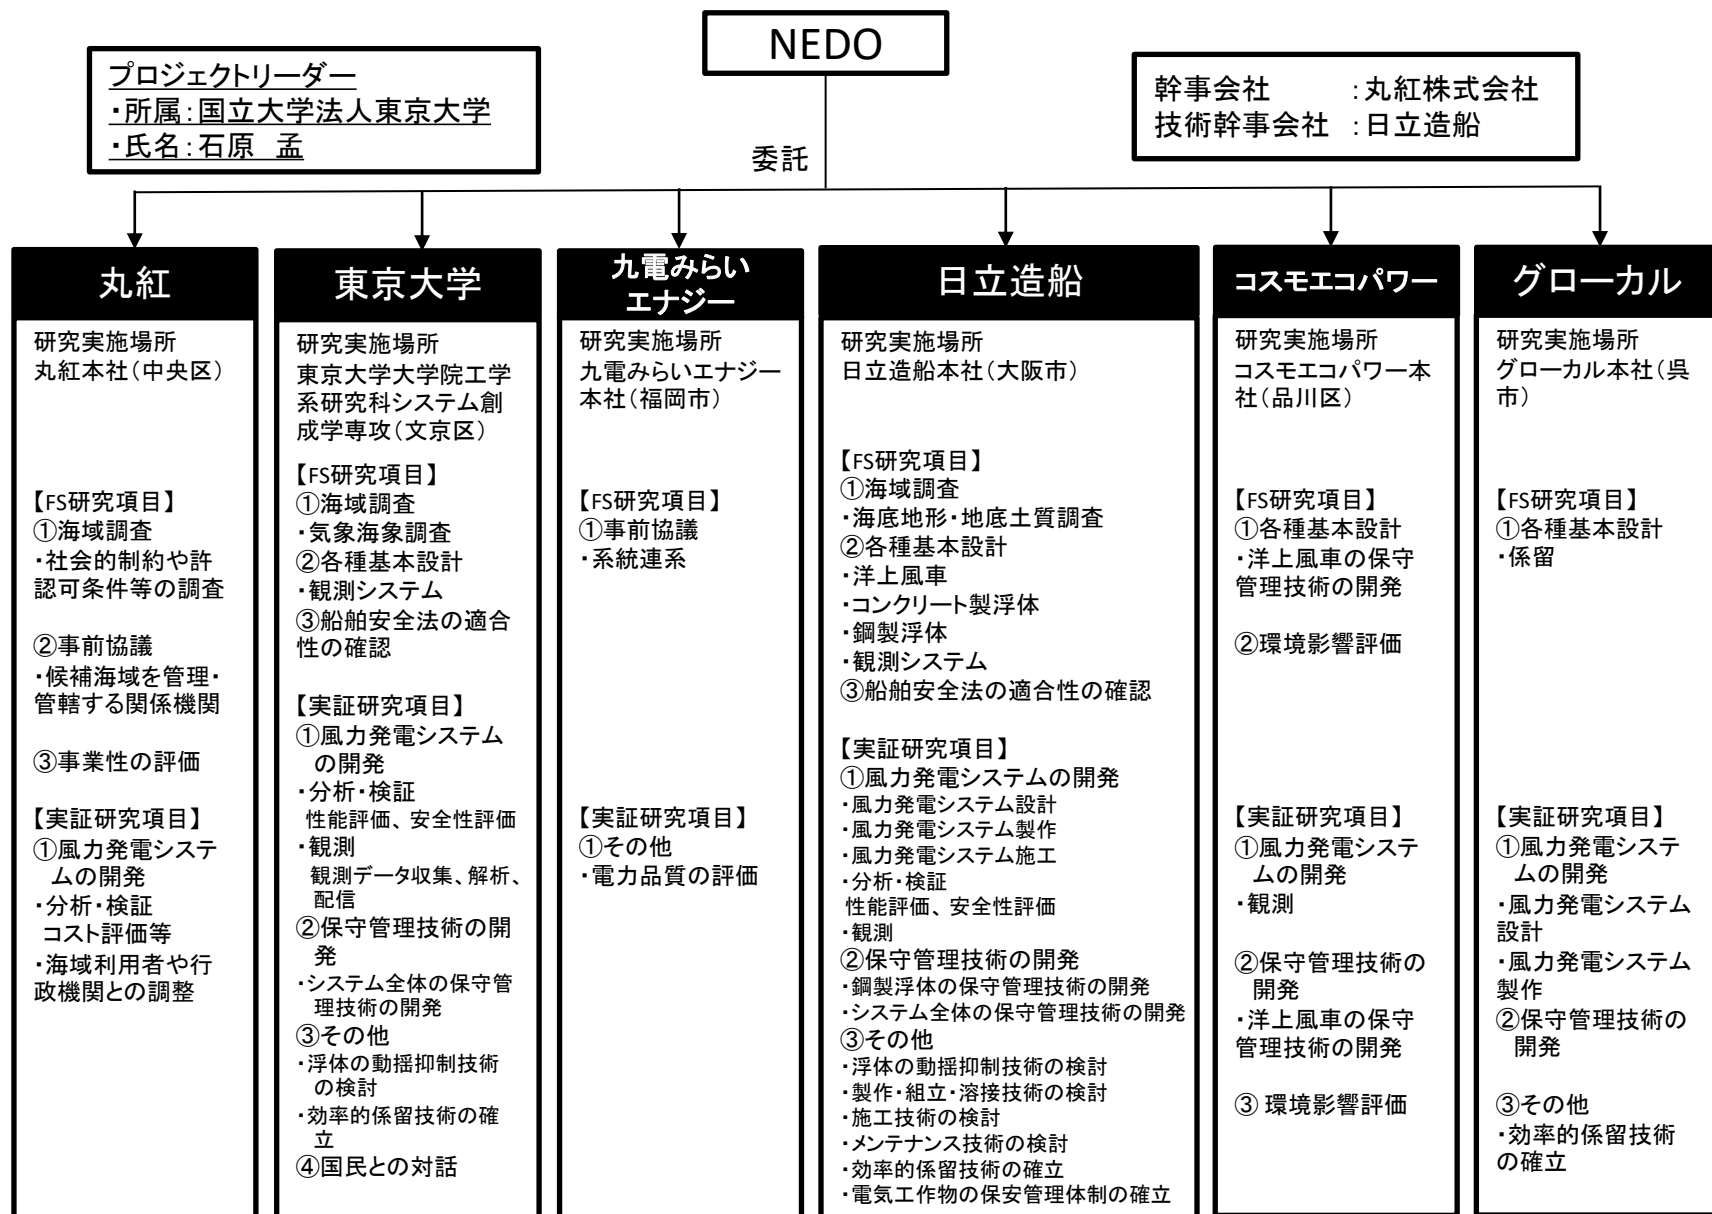 NEDO
プロジェクトリーダー
・所属:国立大学法人東京大学
・氏名:石原 孟
幹事会社 :丸紅株式会社
技術幹事会社 :日立造船
委託
丸紅
研究実施場所
丸紅本社(中央区)
【FS研究項目】
①海域調査
・社会的制約や許
認可条件等の調査
②事前協議
・候補海域を管理・
管轄する関係機関
③事業性の評価
【実証研究項目】
①風力発電システ
ムの開発
・分析・検証
コスト評価等
・海域利用者や行
政機関との調整
東京大学
研究実施場所
東京大学大学院工学
系研究科システム創
成学専攻(文京区)
【FS研究項目】
①海域調査
・気象海象調査
②各種基本設計
・観測システム
③船舶安全法の適合
性の確認
【実証研究項目】
①風力発電システム
の開発
・分析・検証
性能評価、安全性評価
・観測
観測データ収集、解析、
配信
②保守管理技術の開
発
・システム全体の保守管
理技術の開発
③その他
・浮体の動揺抑制技術
の検討
・効率的係留技術の確
立
④国民との対話
九電みらい
エナジー
研究実施場所
九電みらいエナジー
本社(福岡市)
【FS研究項目】
①事前協議
・系統連系
【実証研究項目】
①その他
・電力品質の評価
日立造船
研究実施場所
日立造船本社(大阪市)
【FS研究項目】
①海域調査
・海底地形・地底土質調査
②各種基本設計
・洋上風車
・コンクリート製浮体
・鋼製浮体
・観測システム
③船舶安全法の適合性の確認
【実証研究項目】
①風力発電システムの開発
・風力発電システム設計
・風力発電システム製作
・風力発電システム施工
・分析・検証
性能評価、安全性評価
・観測
②保守管理技術の開発
・鋼製浮体の保守管理技術の開発
・システム全体の保守管理技術の開発
③その他
・浮体の動揺抑制技術の検討
・製作・組立・溶接技術の検討
・施工技術の検討
・メンテナンス技術の検討
・効率的係留技術の確立
・電気工作物の保安管理体制の確立
コスモエコパワー
研究実施場所
コスモエコパワー本
社(品川区)
【FS研究項目】
①各種基本設計
・洋上風車の保守
管理技術の開発
②環境影響評価
【実証研究項目】
①風力発電システ
ムの開発
・観測
②保守管理技術の
開発
・洋上風車の保守
管理技術の開発
③ 環境影響評価
グローカル
研究実施場所
グローカル本社(呉
市)
【FS研究項目】
①各種基本設計
・係留
【実証研究項目】
①風力発電システ
ムの開発
・風力発電システム
設計
・風力発電システム
製作
②保守管理技術の
開発
③その他
・効率的係留技術
の確立